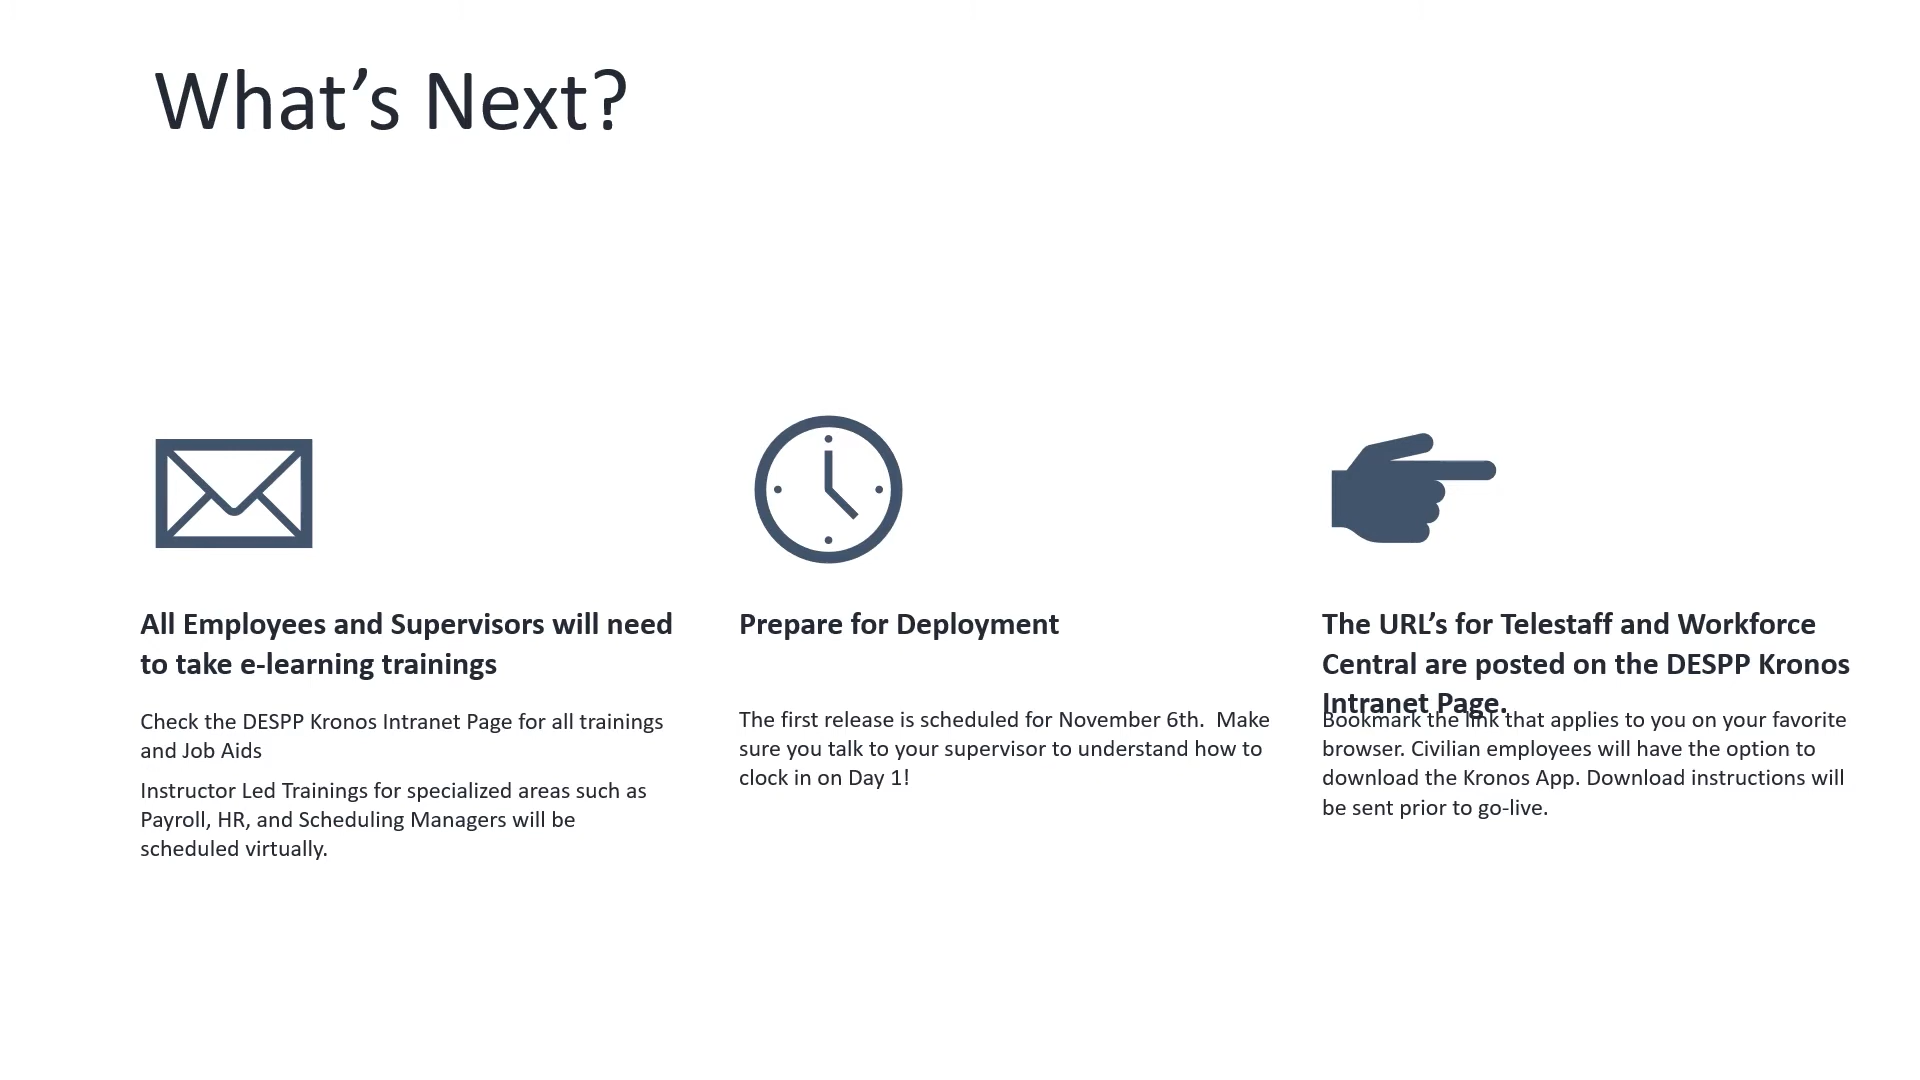 What’s Next?
All Employees and Supervisors will need
to take e-learning trainings
Check the DESPP Kronos Intranet Page for all trainings
and Job Aids
Instructor Led Trainings for specialized areas such as
Payroll, HR, and Scheduling Managers will be
scheduled virtually.
Prepare for Deployment
The first release is scheduled for November 6th.  Make
sure you talk to your supervisor to understand how to
clock in on Day 1!
The URL’s for Telestaff and Workforce
Central are posted on the DESPP Kronos
Intranet Page.
Bookmark the link that applies to you on your favorite
browser. Civilian employees will have the option to
download the Kronos App. Download instructions will
be sent prior to go-live.